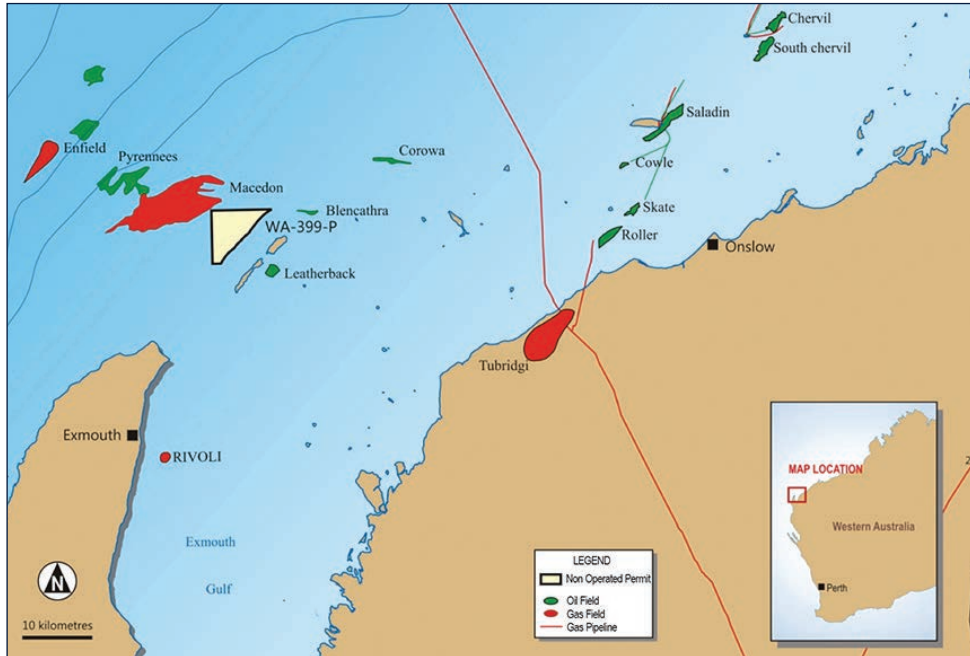 Chervil
South chervil
Saladin
Enfield
Pyrennees
Corowa
Cowle
Macedon
Skate
Blencathra
WA-399-P
Roller
Onslow
Leatherback
Tubridgi
Exmouth
RIVOLI
2
MAP LOCATION
Western Australia
Exmouth
Gulf
LEGEND
Non Operated Permit
Oil Field
Gas Field
Gas Pipeline
Perth
N
10 kilometres